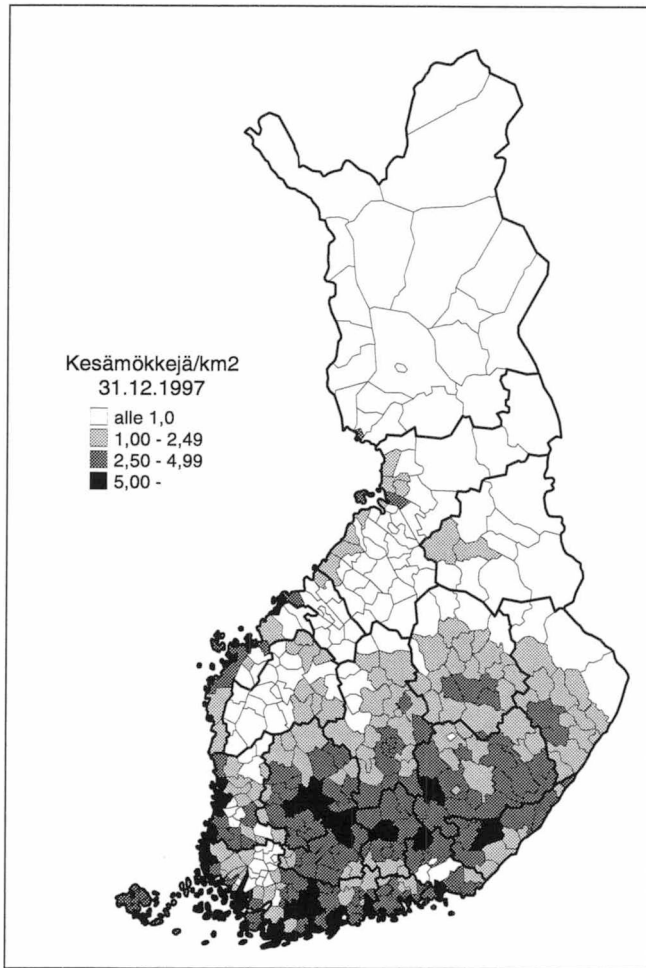 Kesämökkejä/km2
31.12.1997
alle 1,0
1,00 - 2,49
2,50 - 4,99
5,00 -